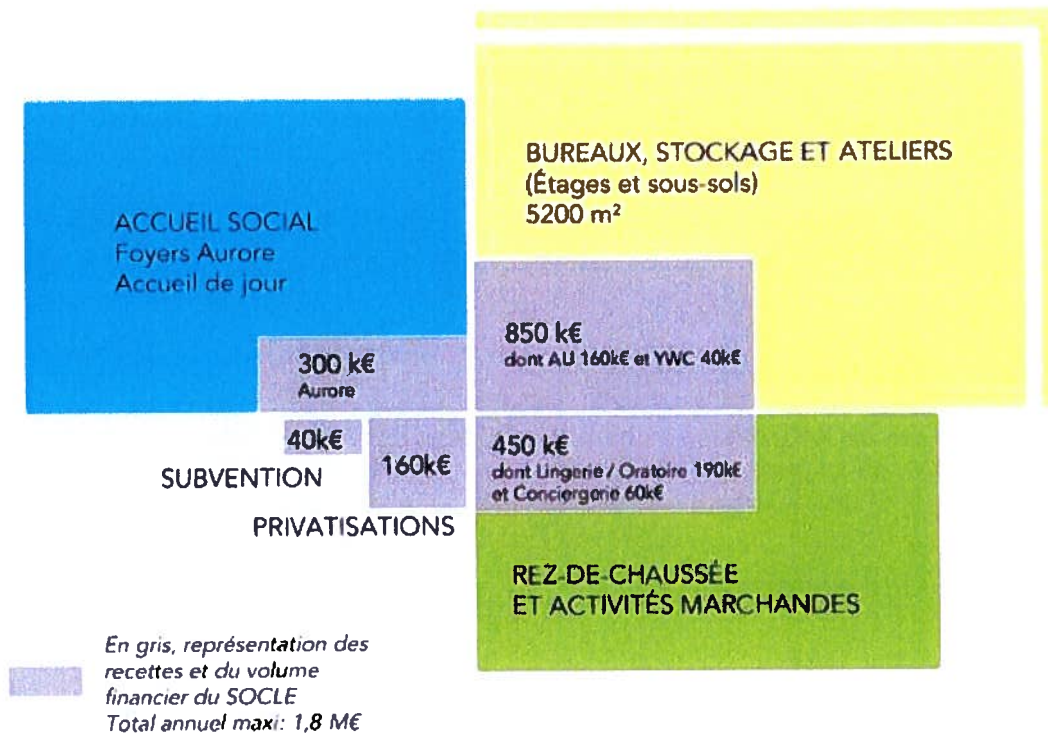 BUREAUX, STOCKAGE ET ATELIERS
(Étages et sous-sols)
5200 m²
ACCUEIL SOCIAL
Foyers Aurore
Accueil de jour
850 k€
dont AU 160k€ et YWC 40k€
300 k€
Aurore
40k€
SUBVENTION
160k€
PRIVATISATIONS
450 k€
dont Lingerie / Oratoire 190k€
et Conciergerie 60k€
REZ-DE-CHAUSSÉE
ET ACTIVITÉS MARCHANDES
En gris, représentation des
recettes et du volume
financier du SOCLE
Total annuel maxi: 1,8 M€